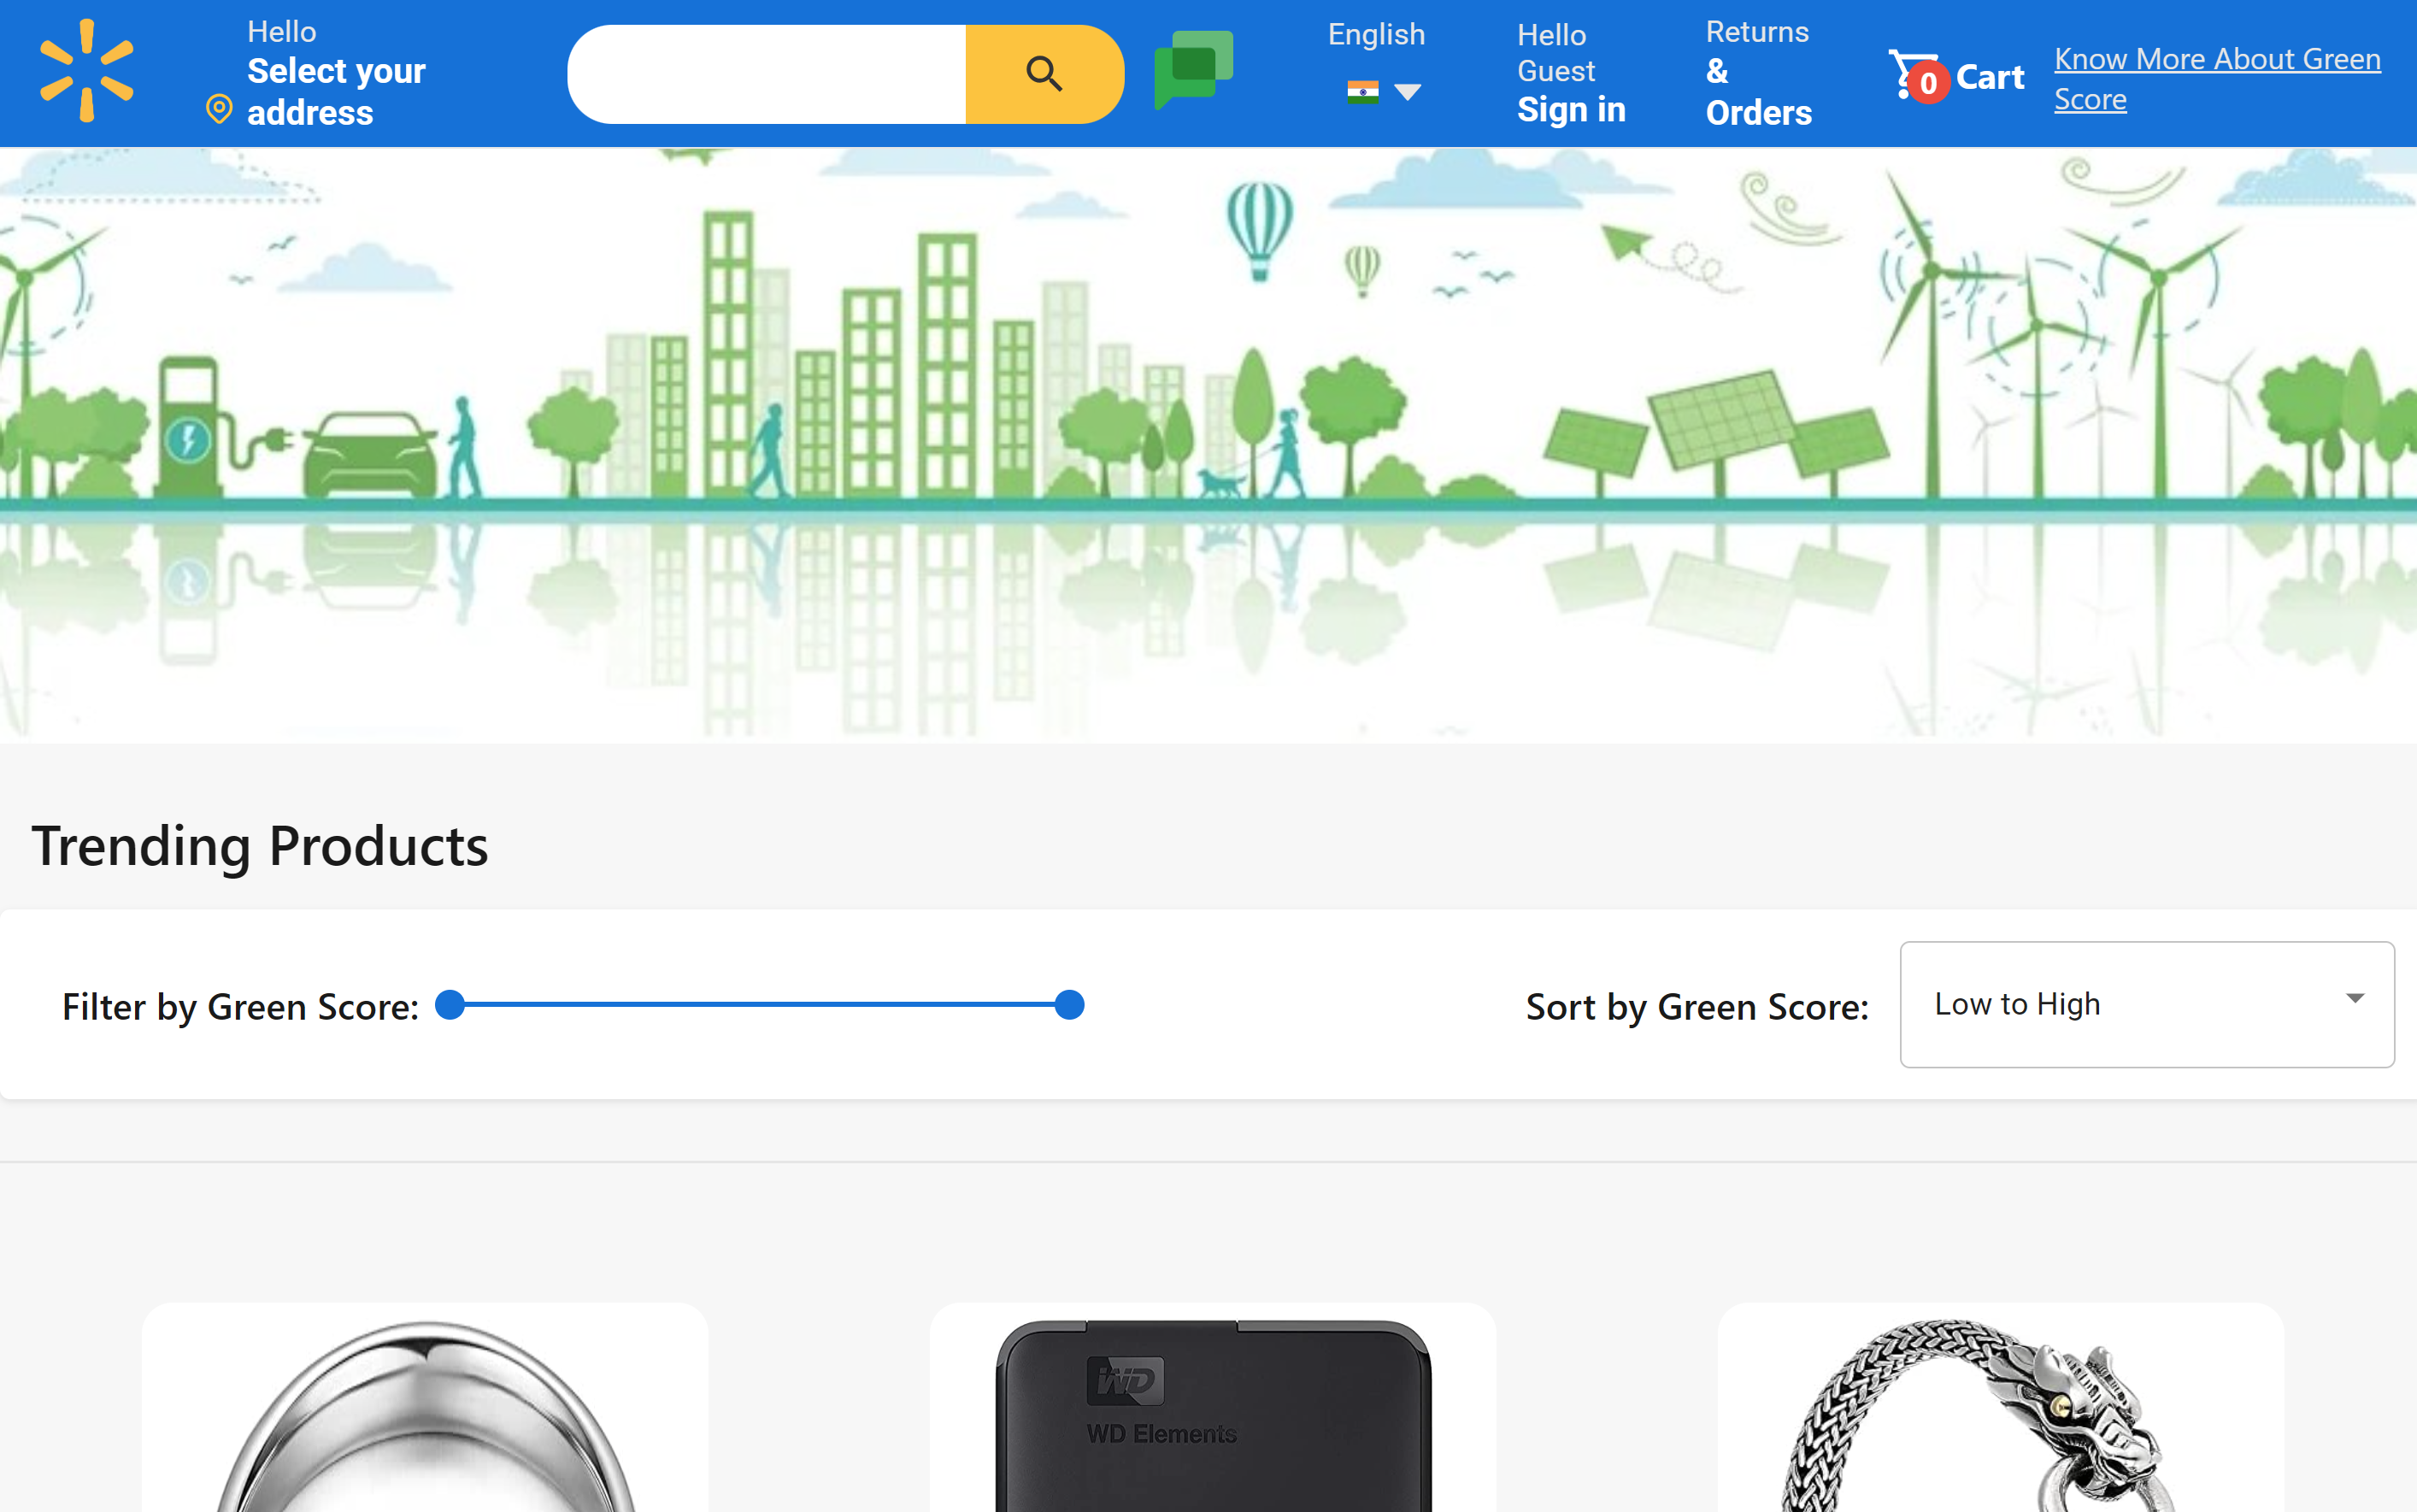 Hello
Select your
address
English
Hello
Guest
Sign in
Returns
&
Orders
0
Cart
Know More About Green
Score
Trending Products
Filter by Green Score:
Sort by Green Score:
Low to High
WD
WD Elements